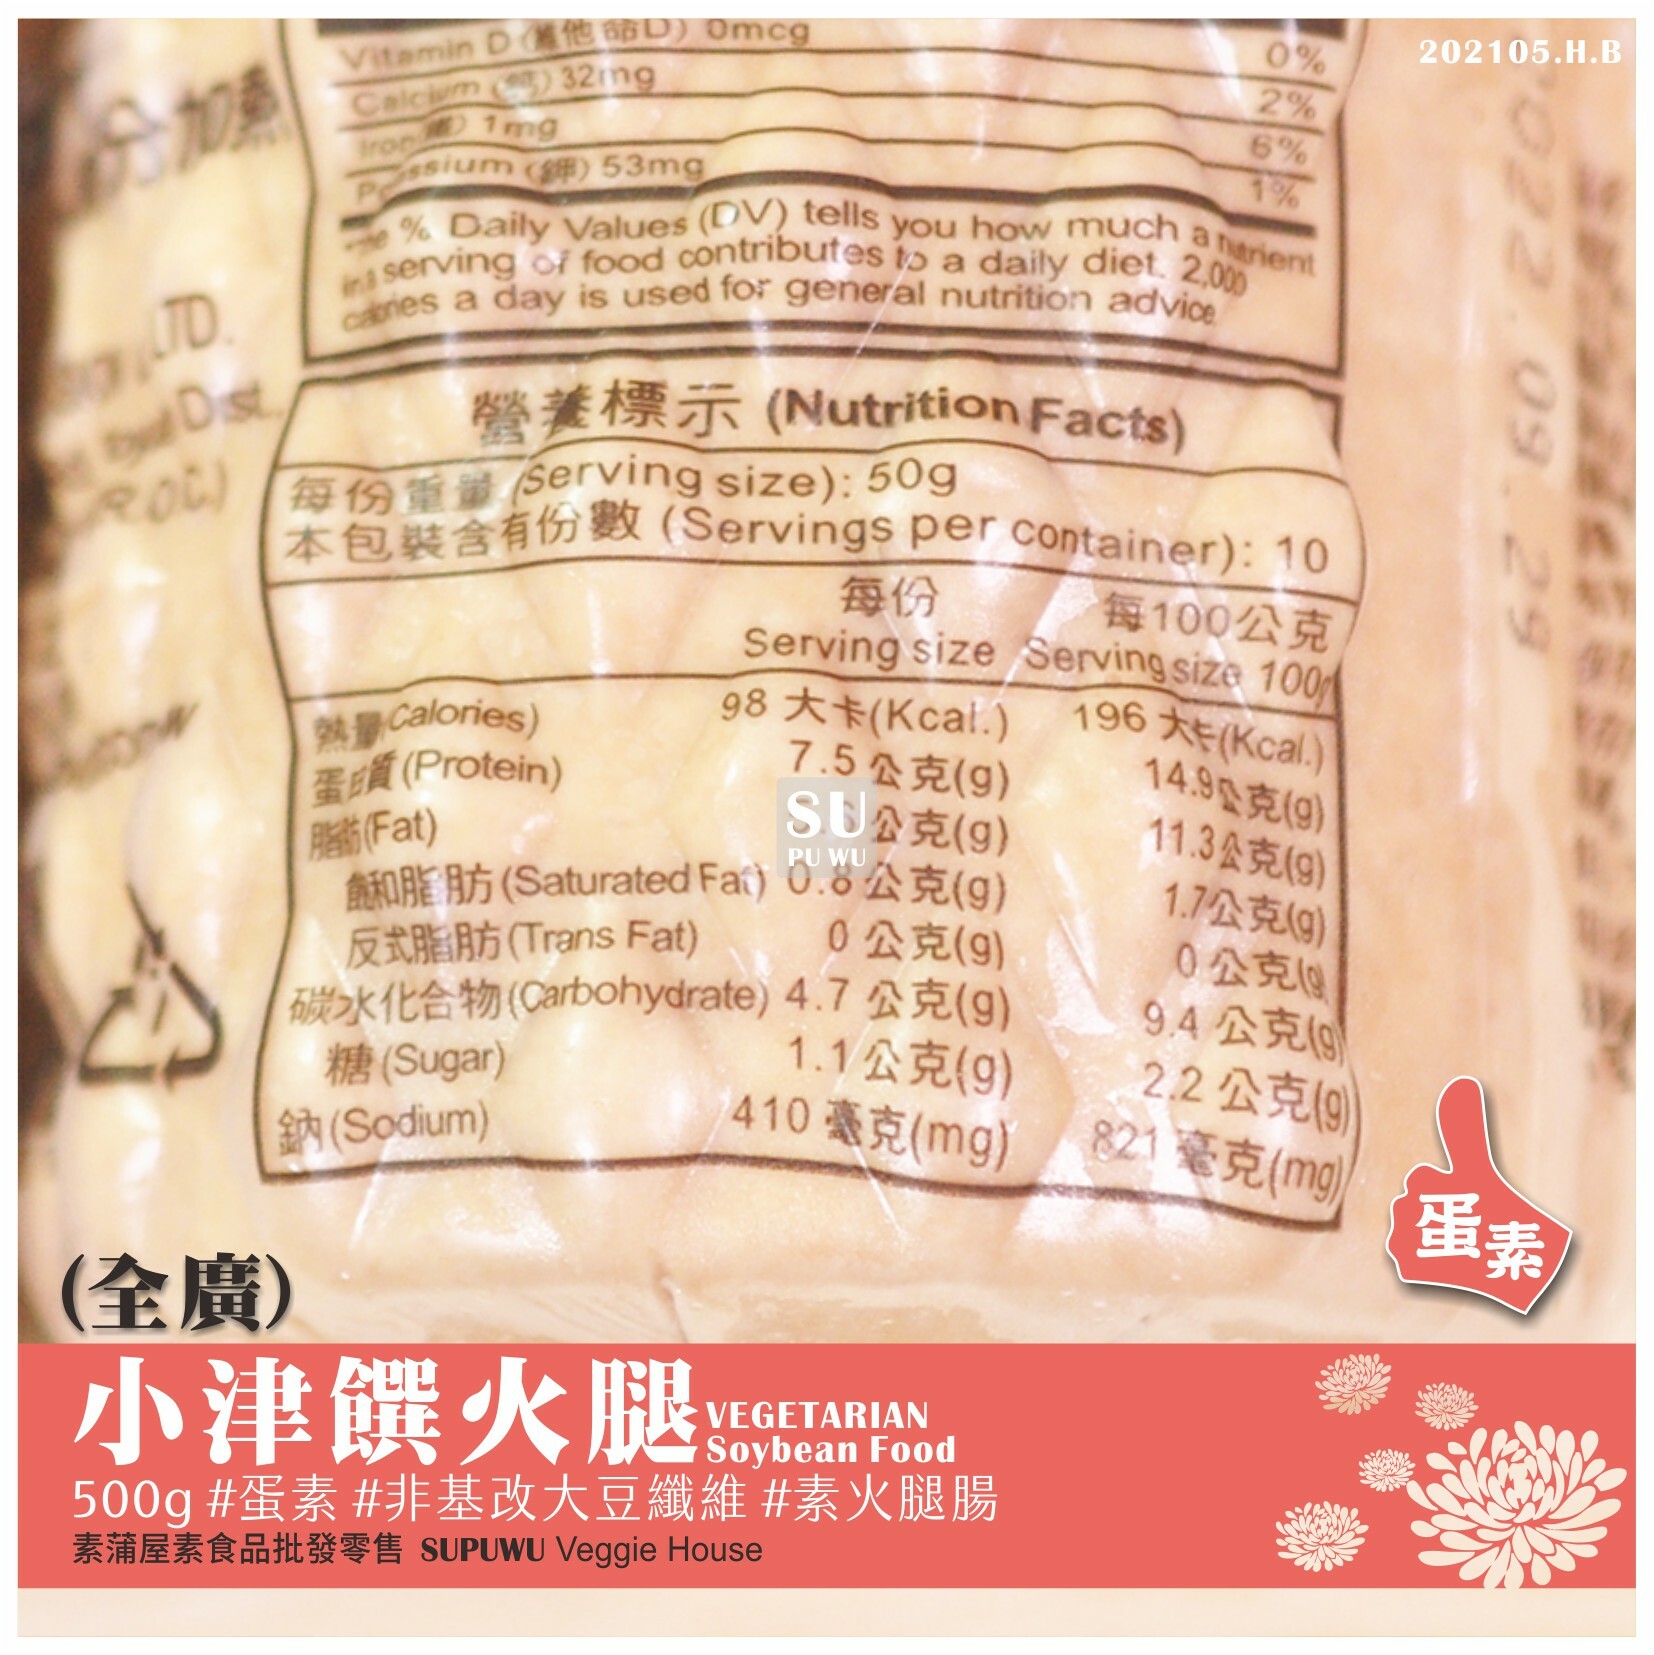 202105.H.B
Vitamin D (維他命D) 0mcg 0%
Calcium (鈣) 32mg 2%
Iron (鐵) 1mg 6%
Potassium (鉀) 53mg 1%
The % Daily Values (DV) tells you how much a nutrient
in a serving of food contributes to a daily diet. 2,000
calories a day is used for general nutrition advice.
LTD.
Dist.
R.O.C.)
營養標示 (Nutrition Facts)
每份重量 (Serving size): 50g
本包裝含有份數 (Servings per container): 10
每份 每100公克
Serving size Serving size 100g
熱量(Calories) 98 大卡(Kcal.) 196 大卡(Kcal.)
蛋白質(Protein) 7.5 公克(g) 14.9公克(g)
脂肪(Fat) 公克(g) 11.3公克(g)
飽和脂肪(Saturated Fat) 0.8 公克(g) 1.7公克(g)
反式脂肪(Trans Fat) 0 公克(g) 0 公克(g)
碳水化合物(Carbohydrate) 4.7 公克(g) 9.4 公克(g)
糖(Sugar) 1.1 公克(g) 2.2 公克(g)
鈉(Sodium) 410 毫克(mg) 821 毫克(mg)
SU
PU WU
蛋素
(全廣)
小津饌火腿 VEGETARIAN
Soybean Food
500g #蛋素 #非基改大豆纖維 #素火腿腸
素蒲屋素食品批發零售 SUPUWU Veggie House